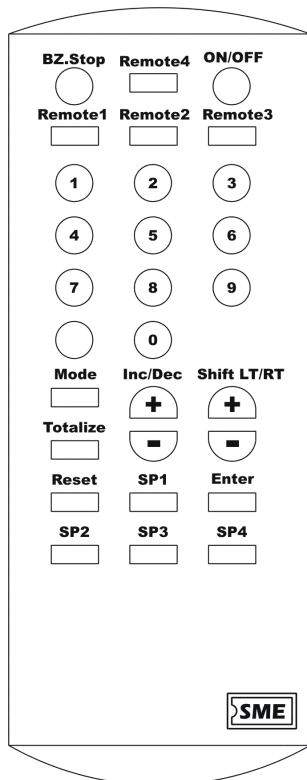 BZ.Stop Remote4 ON/OFF
Remote1 Remote2 Remote3
1 2 3
4 5 6
7 8 9
0
Mode Inc/Dec Shift LT/RT
+ +
Totalize
- -
Reset SP1 Enter
SP2 SP3 SP4
SME